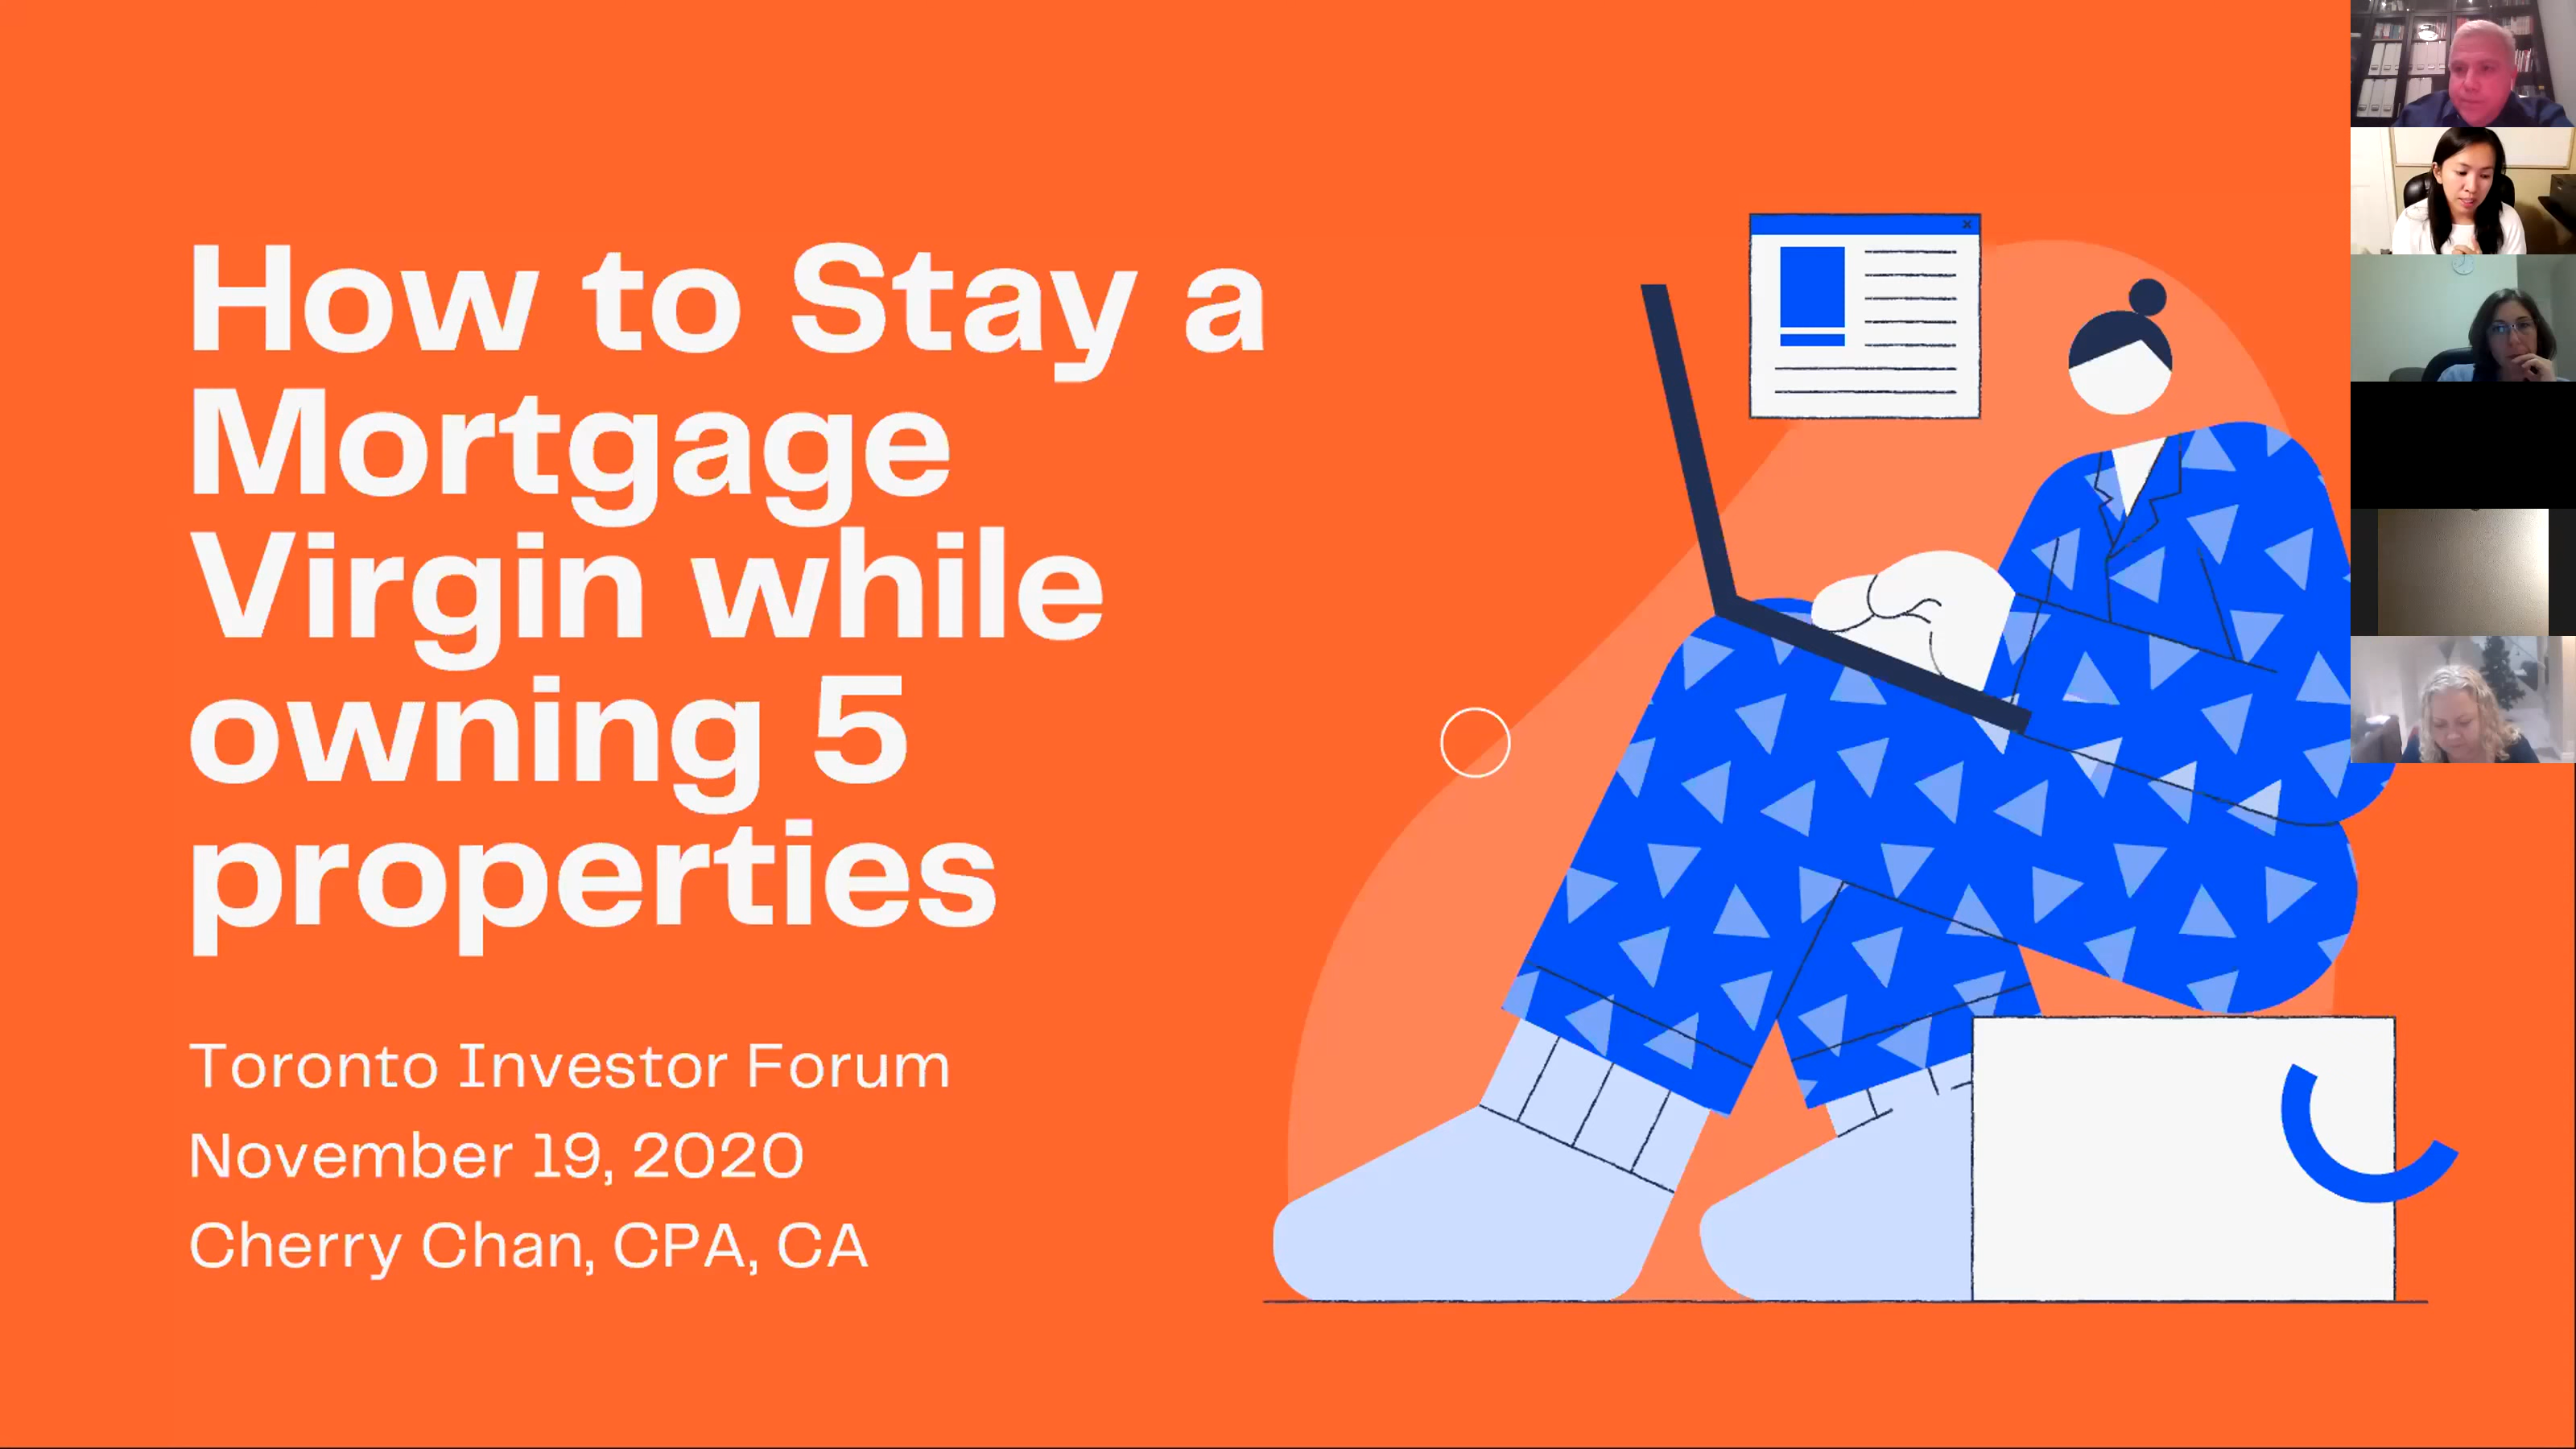 How to Stay a
Mortgage
Virgin while
owning 5
properties
Toronto Investor Forum
November 19, 2020
Cherry Chan, CPA, CA